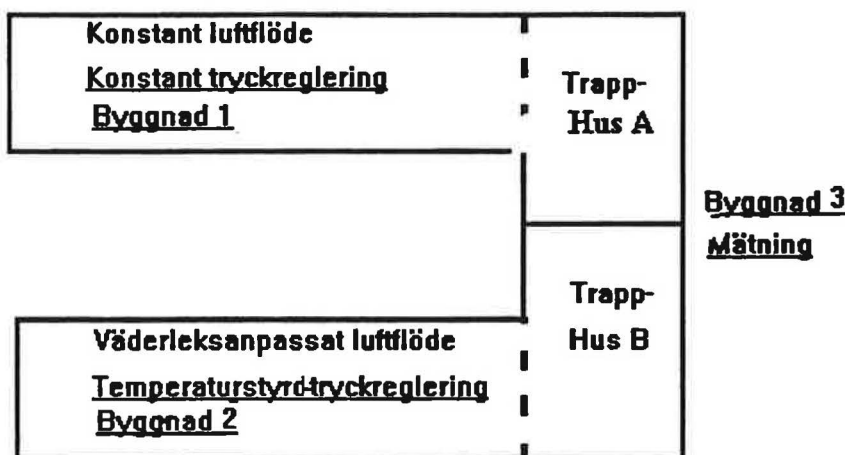 Konstant luftflöde
Konstant tryckreglering
Byggnad 1
Trapp-
Hus A
Byggnad 3
Mätning
Trapp-
Hus B
Väderleksanpassat luftflöde
Temperaturstyrd-tryckreglering
Byggnad 2